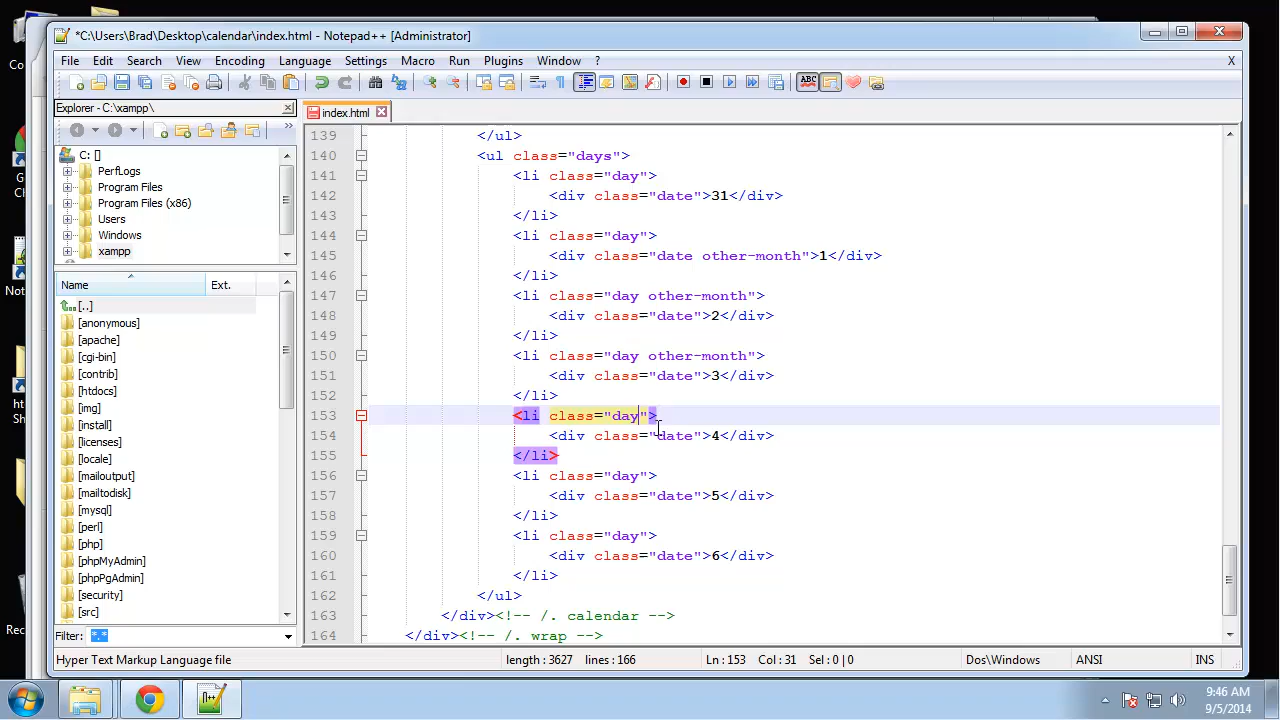 *C:\Users\Brad\Desktop\calendar\index.html - Notepad++ [Administrator]
File Edit Search View Encoding Language Settings Macro Run Plugins Window ? X
Explorer - C:\xampp\
index.html
C: []
PerfLogs
Program Files
Program Files (x86)
Users
Windows
xampp
Name Ext.
[..]
[anonymous]
[apache]
[cgi-bin]
[contrib]
[htdocs]
[img]
[install]
[licenses]
[locale]
[mailoutput]
[mailtodisk]
[mysql]
[perl]
[php]
[phpMyAdmin]
[phpPgAdmin]
[security]
[src]
Filter: *.*
139 </ul>
140 <ul class="days">
141 <li class="day">
142 <div class="date">31</div>
143 </li>
144 <li class="day">
145 <div class="date other-month">1</div>
146 </li>
147 <li class="day other-month">
148 <div class="date">2</div>
149 </li>
150 <li class="day other-month">
151 <div class="date">3</div>
152 </li>
153 <li class="day">
154 <div class="date">4</div>
155 </li>
156 <li class="day">
157 <div class="date">5</div>
158 </li>
159 <li class="day">
160 <div class="date">6</div>
161 </li>
162 </ul>
163 </div><!-- /. calendar -->
164 </div><!-- /. wrap -->
Hyper Text Markup Language file length : 3627 lines : 166 Ln : 153 Col : 31 Sel : 0 | 0 Dos\Windows ANSI INS
9:46 AM
9/5/2014